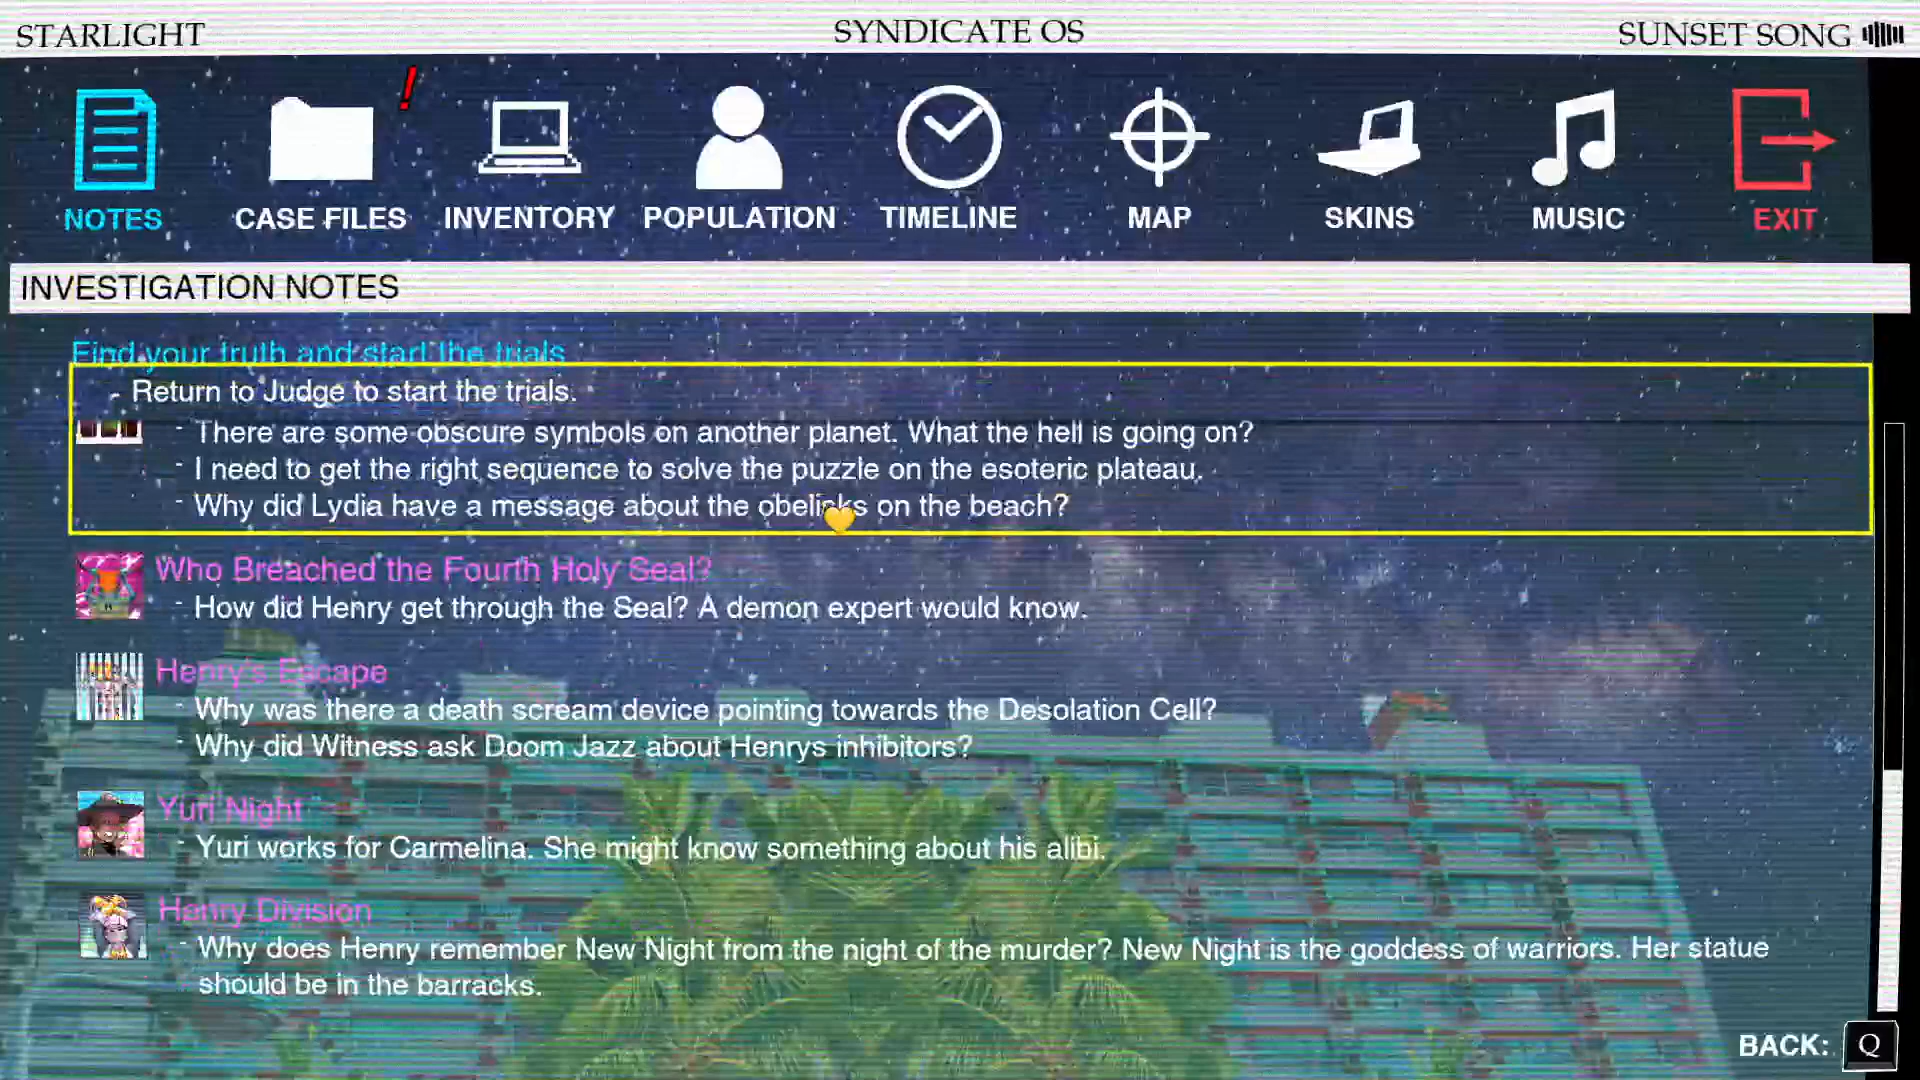 STARLIGHT
SYNDICATE OS
SUNSET SONG
!
NOTES
CASE FILES
INVENTORY
POPULATION
TIMELINE
MAP
SKINS
MUSIC
EXIT
INVESTIGATION NOTES
Find your truth and start the trials
- Return to Judge to start the trials.
- There are some obscure symbols on another planet. What the hell is going on?
- I need to get the right sequence to solve the puzzle on the esoteric plateau.
- Why did Lydia have a message about the obelisks on the beach?
Who Breached the Fourth Holy Seal?
- How did Henry get through the Seal? A demon expert would know.
Henry's Escape
- Why was there a death scream device pointing towards the Desolation Cell?
- Why did Witness ask Doom Jazz about Henrys inhibitors?
Yuri Night
- Yuri works for Carmelina. She might know something about his alibi.
Henry Division
- Why does Henry remember New Night from the night of the murder? New Night is the goddess of warriors. Her statue
should be in the barracks.
BACK: Q